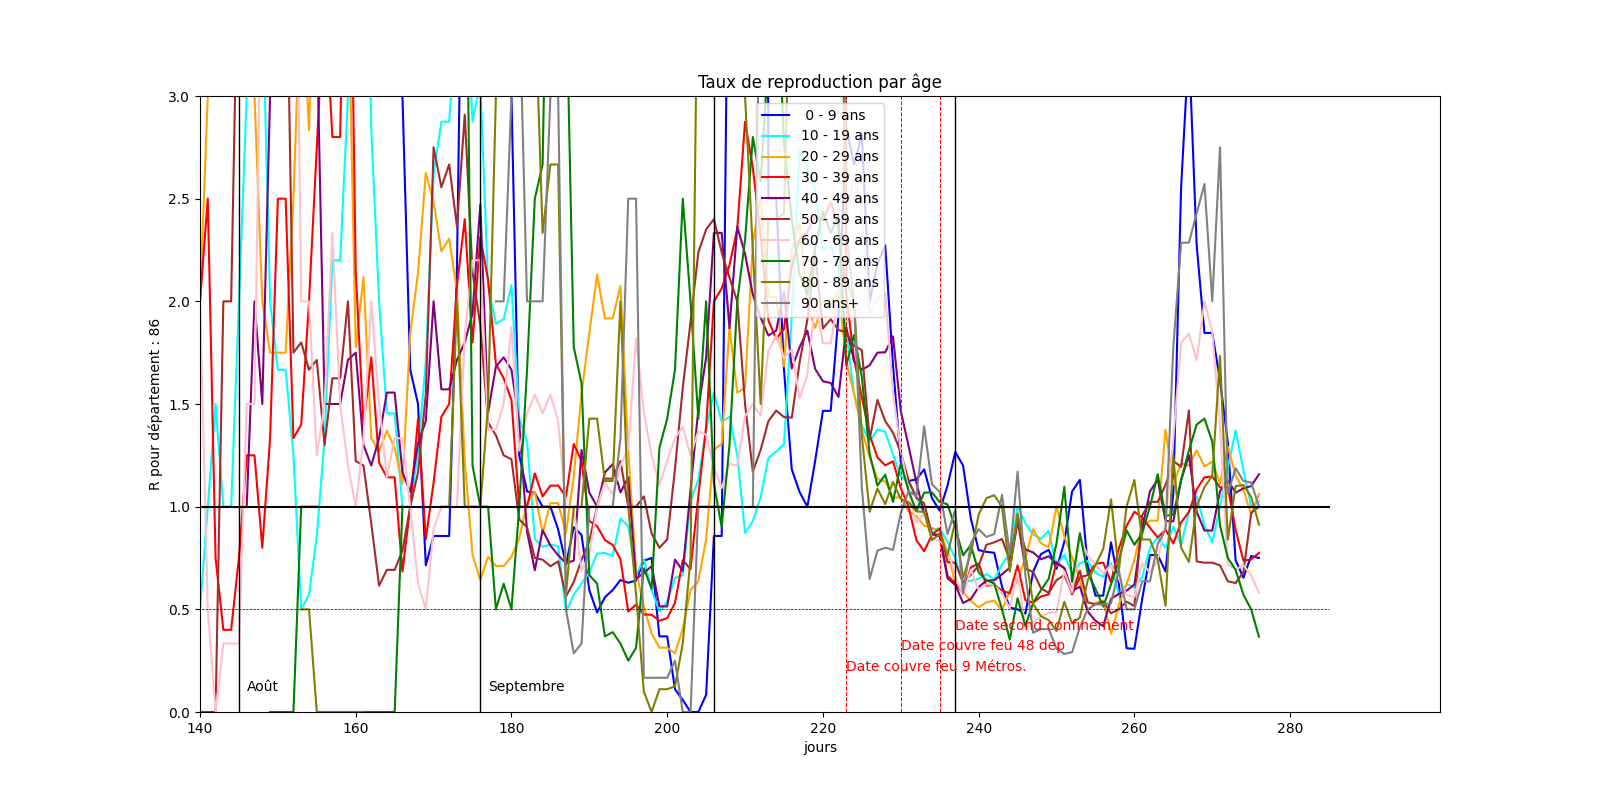 Taux de reproduction par âge
R pour département : 86
3.0
2.5
2.0
1.5
1.0
0.5
0.0
0 - 9 ans
10 - 19 ans
20 - 29 ans
30 - 39 ans
40 - 49 ans
50 - 59 ans
60 - 69 ans
70 - 79 ans
80 - 89 ans
90 ans+
Date second confinement
Date couvre feu 48 dep
Date couvre feu 9 Métros.
Août
Septembre
140 160 180 200 220 240 260 280
jours